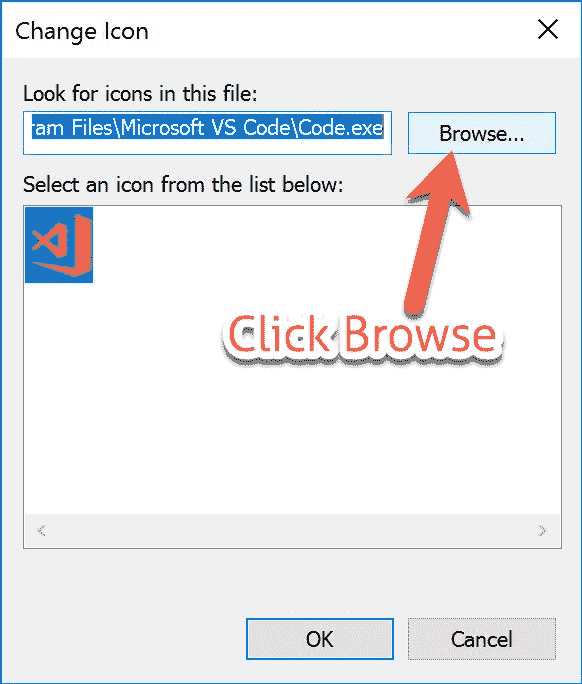 Change Icon
Look for icons in this file:
ram Files\Microsoft VS Code\Code.exe
Browse...
Select an icon from the list below:
Click Browse
OK
Cancel